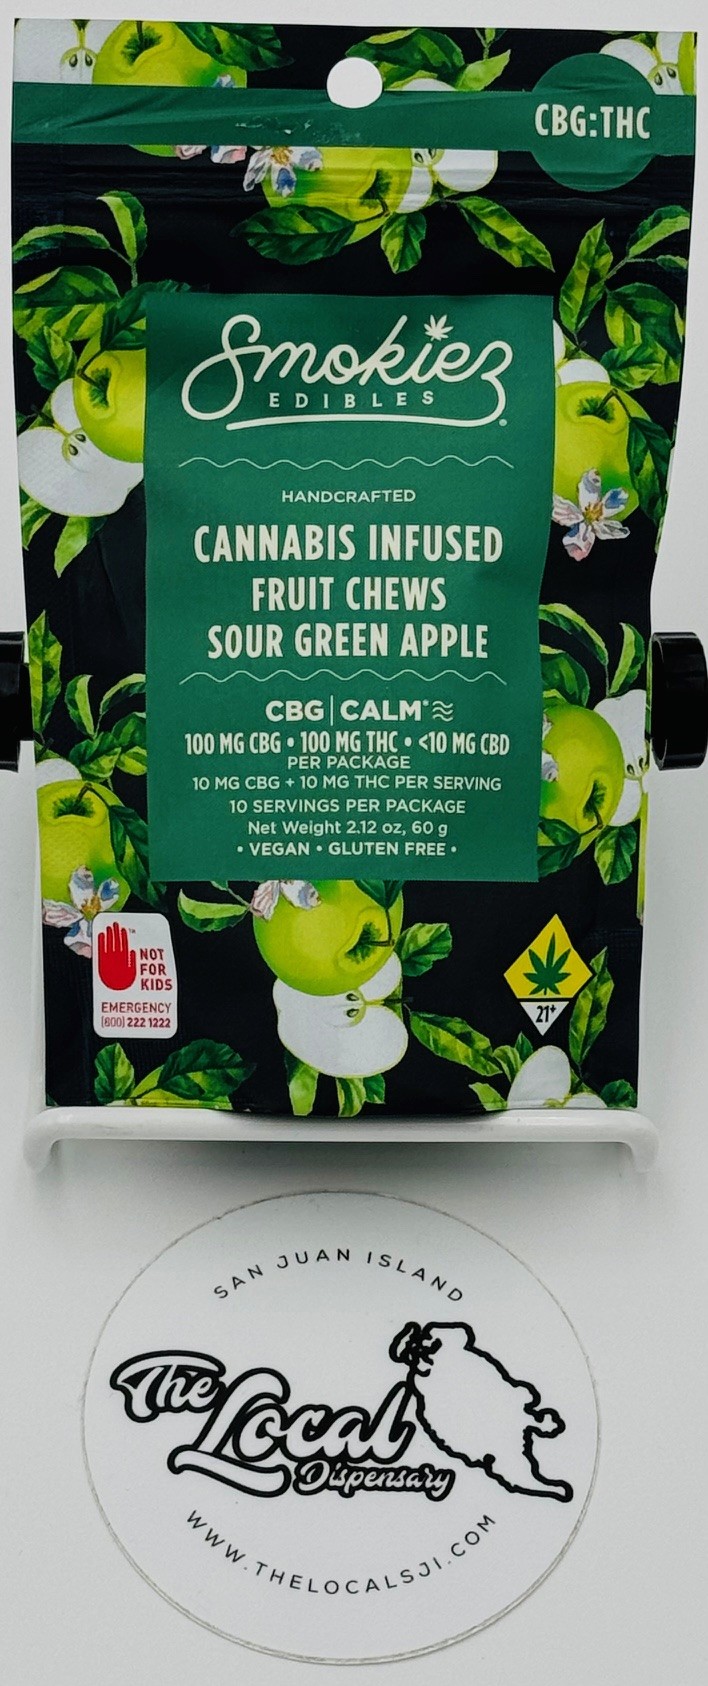 CBG:THC
Smokiez
EDIBLES®
HANDCRAFTED
CANNABIS INFUSED
FRUIT CHEWS
SOUR GREEN APPLE
CBG | CALM
100 MG CBG • 100 MG THC • <10 MG CBD
PER PACKAGE
10 MG CBG + 10 MG THC PER SERVING
10 SERVINGS PER PACKAGE
Net Weight 2.12 oz, 60 g
• VEGAN • GLUTEN FREE •
™
NOT
FOR
KIDS
EMERGENCY
(800) 222 1222
21+
SAN JUAN ISLAND
The
Local
Dispensary
WWW.THELOCALSJI.COM